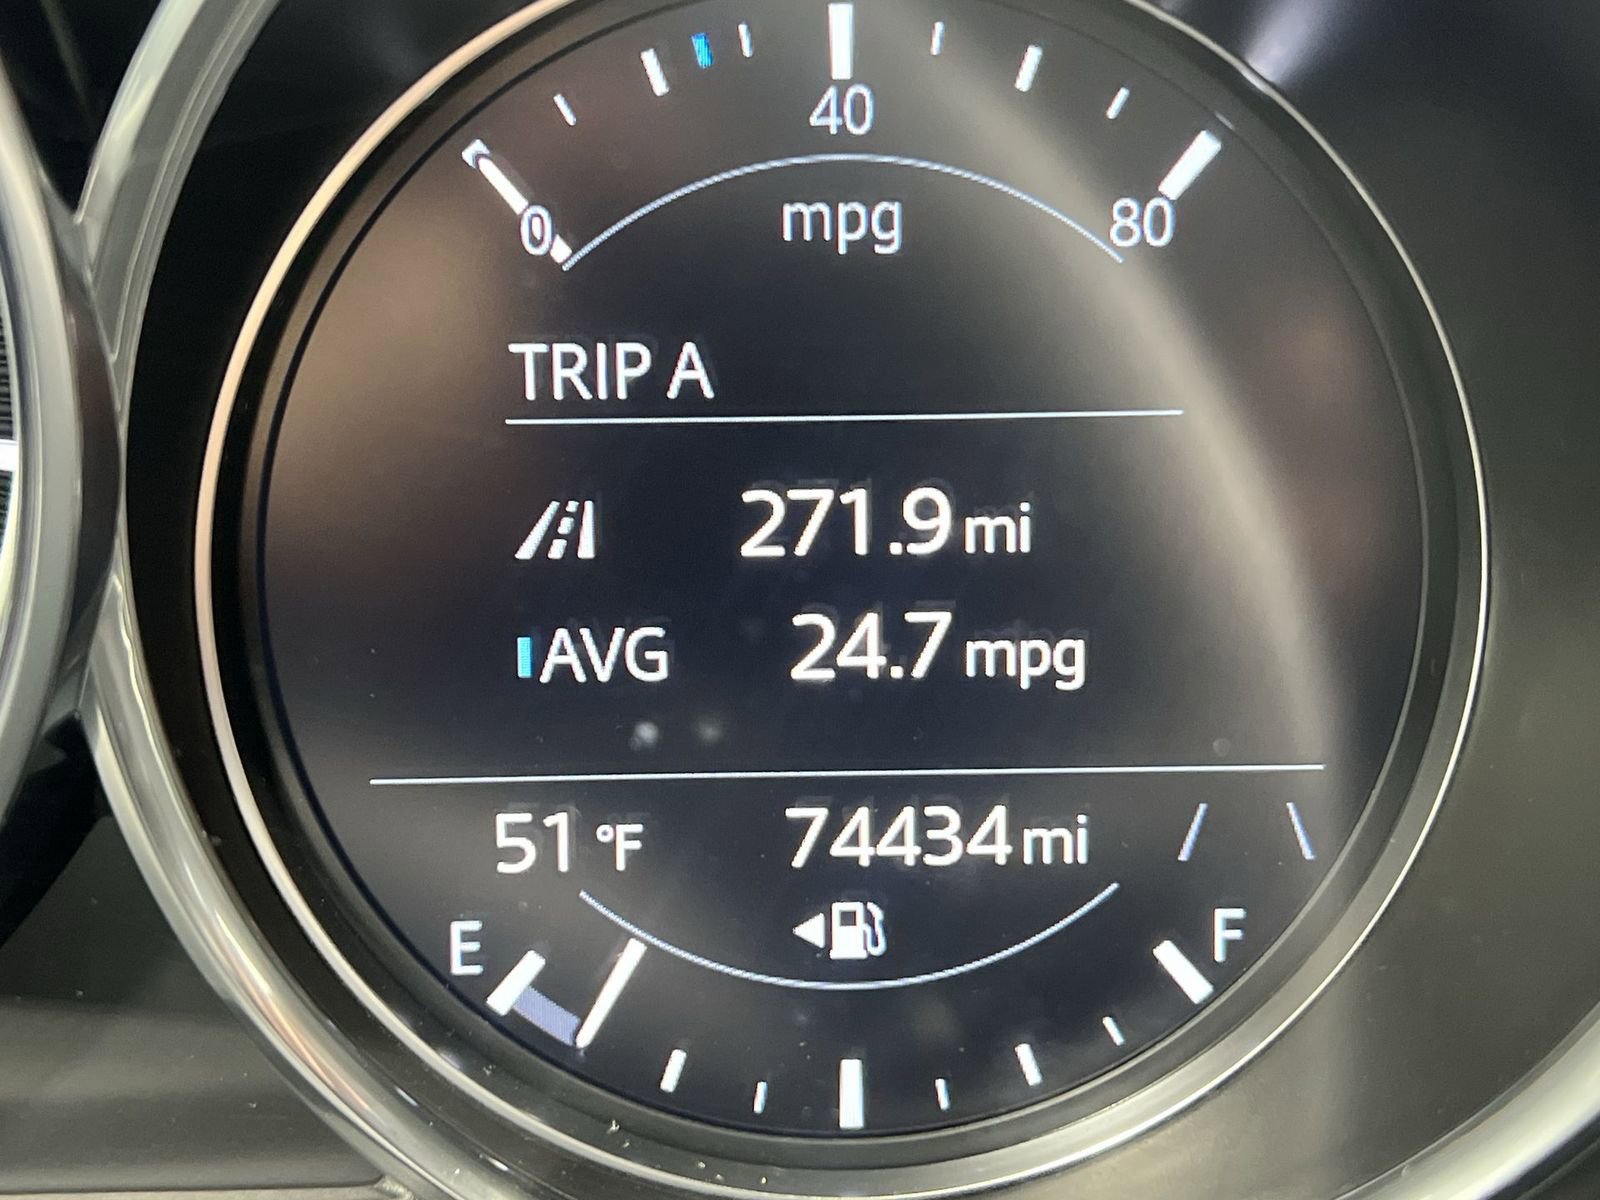 40
0 mpg 80
TRIP A
271.9 mi
AVG 24.7 mpg
51 °F 74434 mi
E F